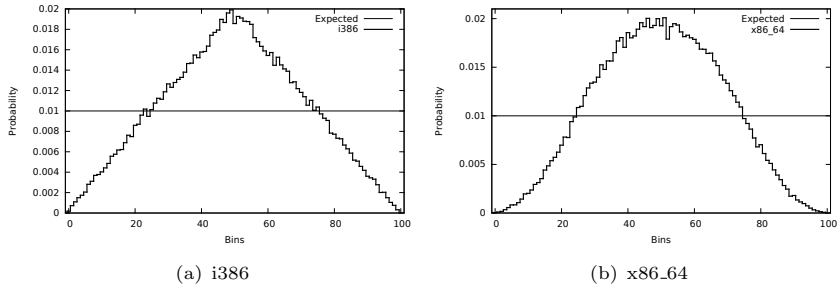 0.02
0.018
0.016
0.014
0.012
0.01
0.008
0.006
0.004
0.002
0
Probability
0 20 40 60 80 100
Bins
Expected
i386
(a) i386
0.02
0.015
0.01
0.005
0
Probability
0 20 40 60 80 100
Bins
Expected
x86_64
(b) x86_64